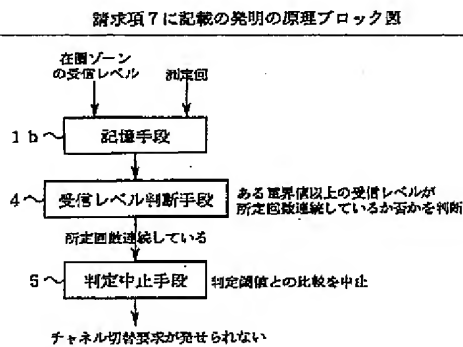 請求項7に記載の発明の原理ブロック図
在圏ゾーン
の受信レベル
測定回
1b
記憶手段
4
受信レベル判断手段
ある重界値以上の受信レベルが
所定回数連続しているか否かを判断
所定回数連続している
5
判定中止手段
判定閾値との比較を中止
チャネル切替要求が発せられない